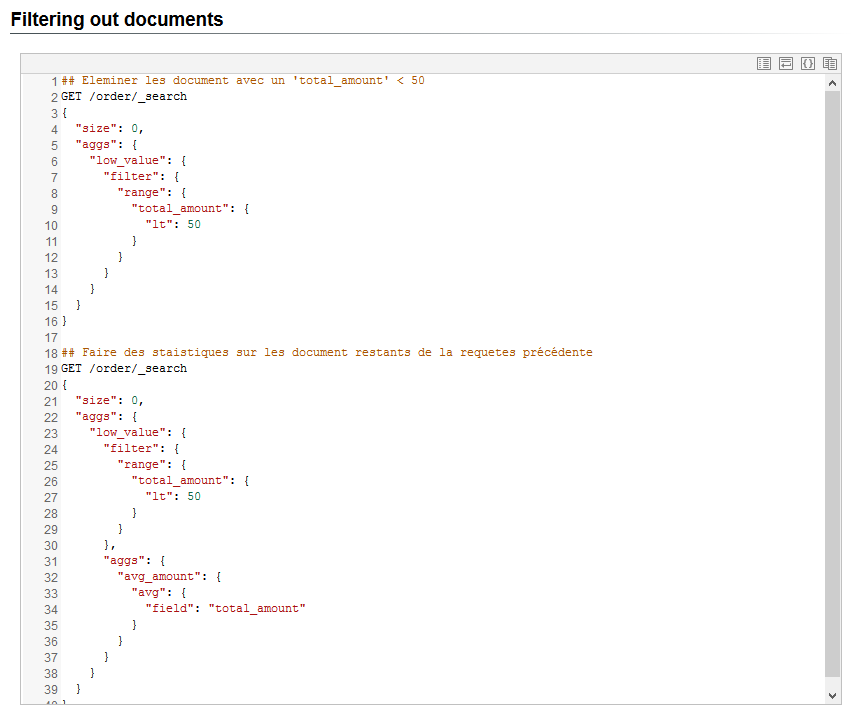 Filtering out documents
1 ## Eleminer les document avec un 'total_amount' < 50
2 GET /order/_search
3 {
4   "size": 0,
5   "aggs": {
6     "low_value": {
7       "filter": {
8         "range": {
9           "total_amount": {
10             "lt": 50
11           }
12         }
13       }
14     }
15   }
16 }
17
18 ## Faire des staistiques sur les document restants de la requetes précédente
19 GET /order/_search
20 {
21   "size": 0,
22   "aggs": {
23     "low_value": {
24       "filter": {
25         "range": {
26           "total_amount": {
27             "lt": 50
28           }
29         }
30       },
31       "aggs": {
32         "avg_amount": {
33           "avg": {
34             "field": "total_amount"
35           }
36         }
37       }
38     }
39   }